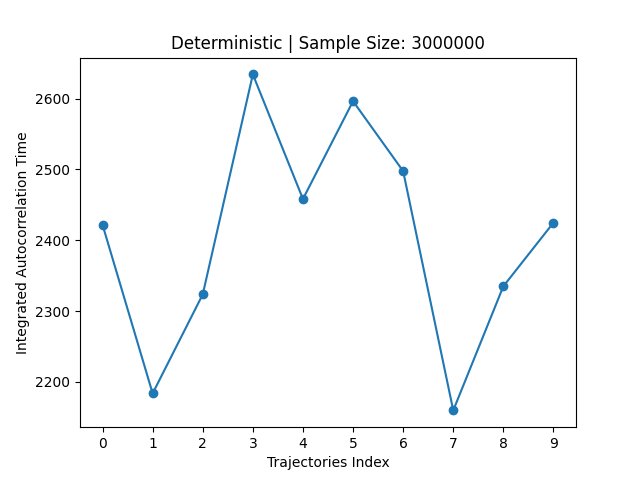 Deterministic | Sample Size: 3000000
Integrated Autocorrelation Time
2600
2500
2400
2300
2200
0 1 2 3 4 5 6 7 8 9
Trajectories Index